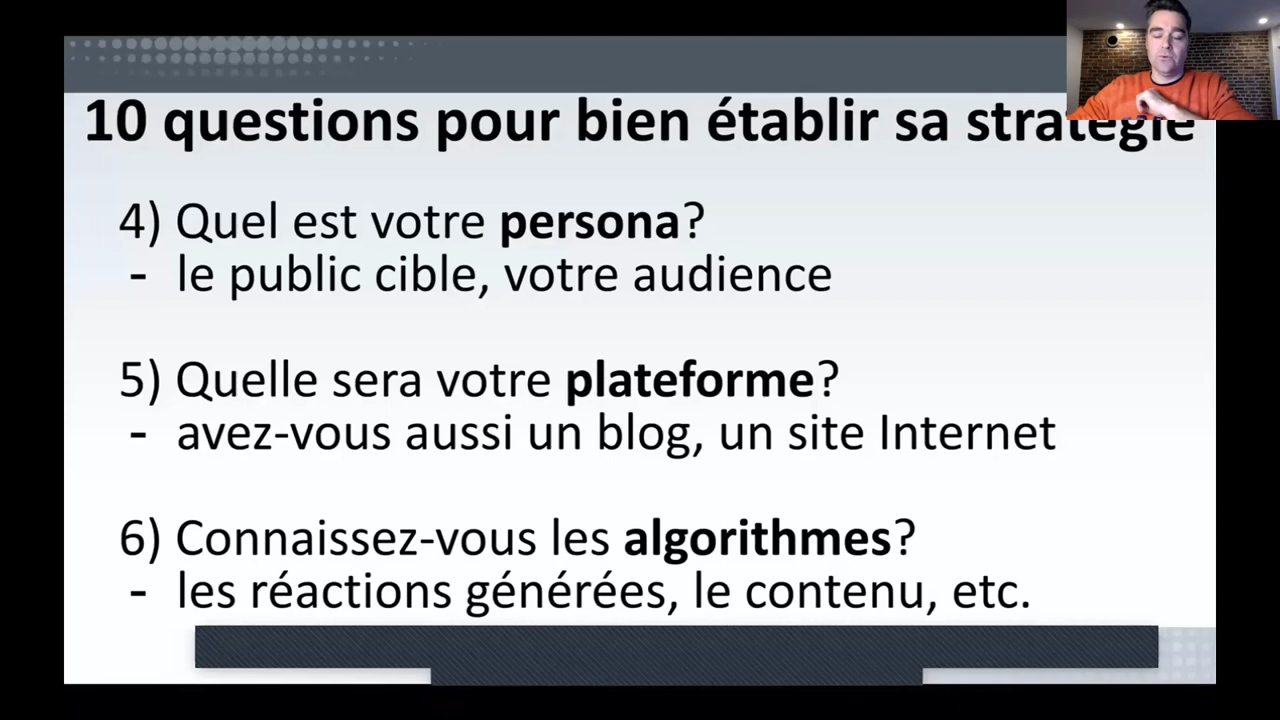 10 questions pour bien établir sa stratégie
4) Quel est votre persona?
- le public cible, votre audience
5) Quelle sera votre plateforme?
- avez-vous aussi un blog, un site Internet
6) Connaissez-vous les algorithmes?
- les réactions générées, le contenu, etc.